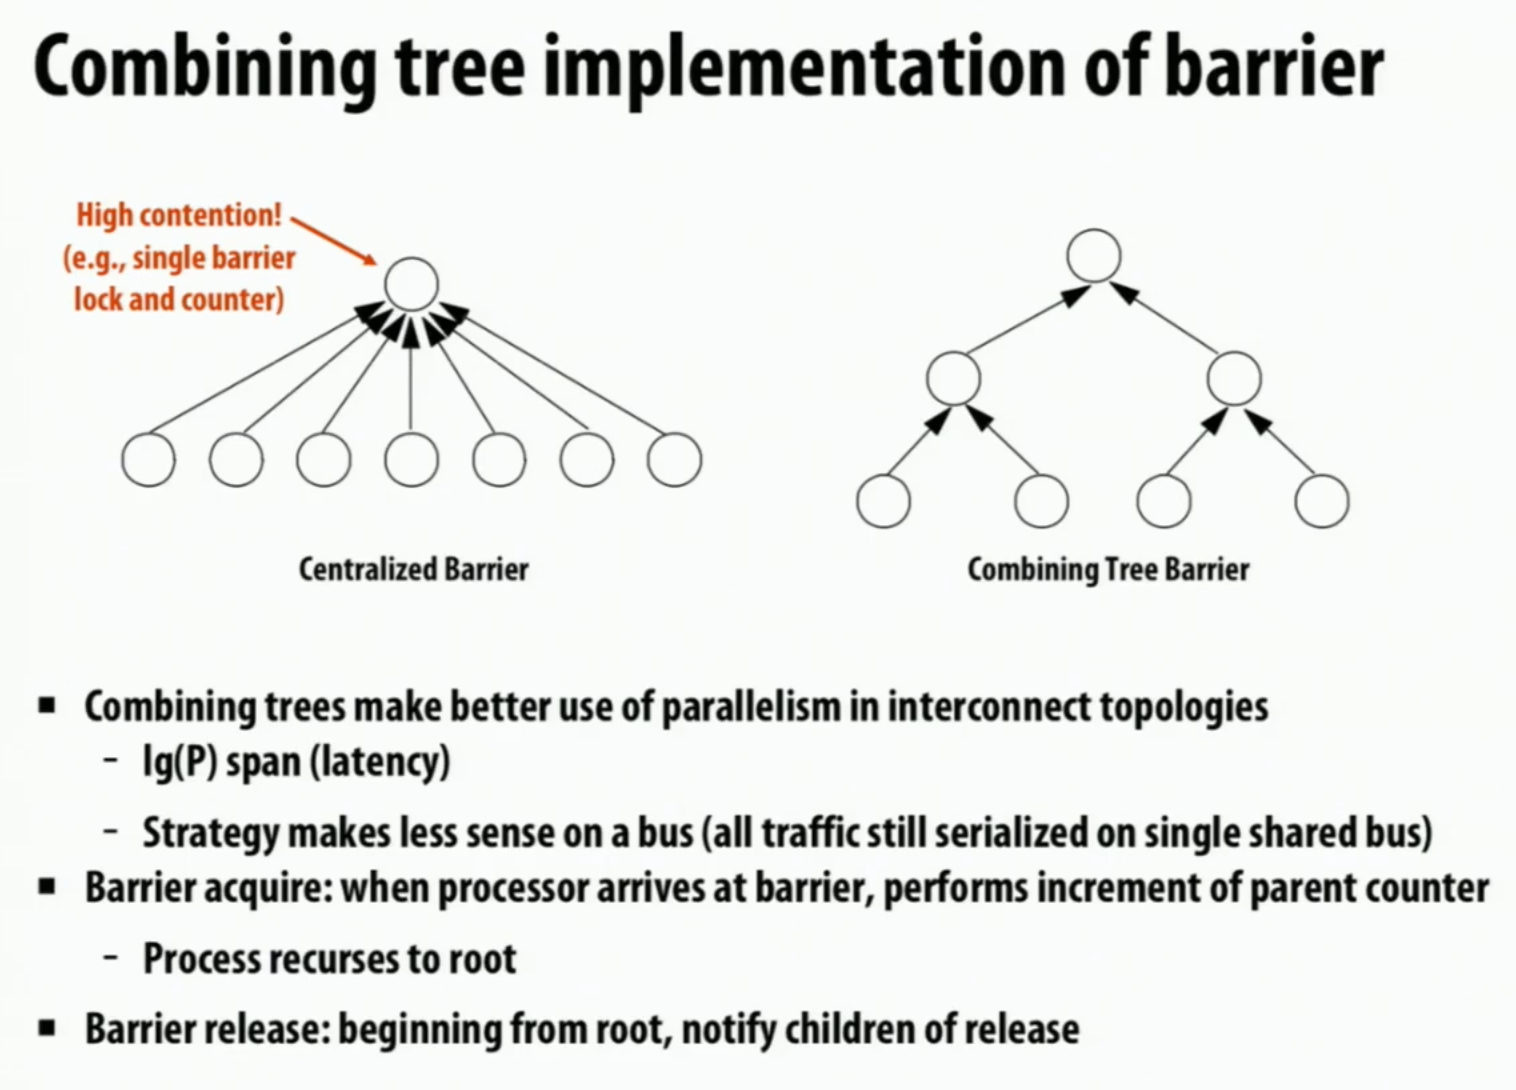 Combining tree implementation of barrier
High contention!
(e.g., single barrier
lock and counter)
Centralized Barrier
Combining Tree Barrier
▪ Combining trees make better use of parallelism in interconnect topologies
- lg(P) span (latency)
- Strategy makes less sense on a bus (all traffic still serialized on single shared bus)
▪ Barrier acquire: when processor arrives at barrier, performs increment of parent counter
- Process recurses to root
▪ Barrier release: beginning from root, notify children of release